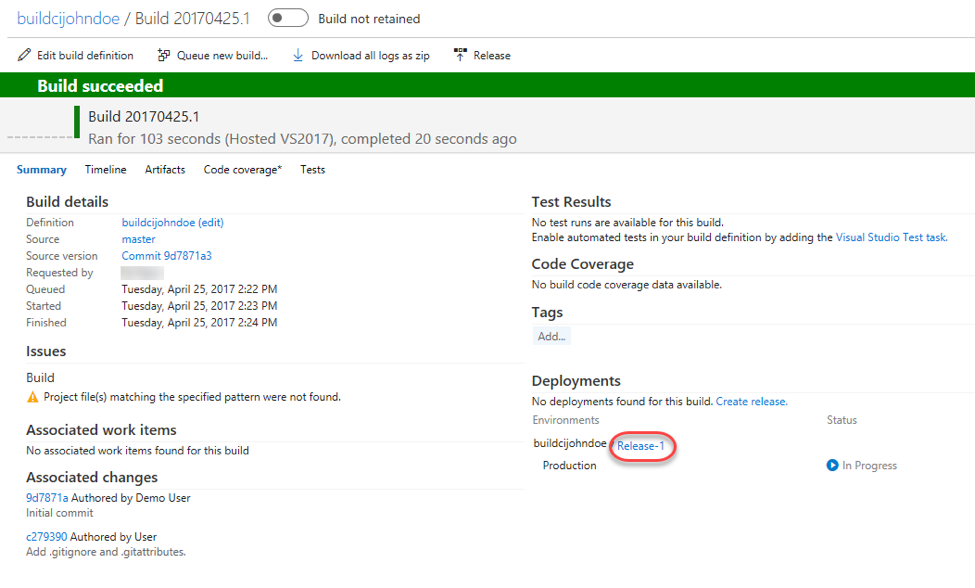 buildcijohndoe / Build 20170425.1 Build not retained
Edit build definition Queue new build... Download all logs as zip Release
Build succeeded
Build 20170425.1
Ran for 103 seconds (Hosted VS2017), completed 20 seconds ago
Summary Timeline Artifacts Code coverage* Tests
Build details
Definition buildcijohndoe (edit)
Source master
Source version Commit 9d7871a3
Requested by
Queued Tuesday, April 25, 2017 2:22 PM
Started Tuesday, April 25, 2017 2:23 PM
Finished Tuesday, April 25, 2017 2:24 PM
Issues
Build
Project file(s) matching the specified pattern were not found.
Associated work items
No associated work items found for this build
Associated changes
9d7871a Authored by Demo User
Initial commit
c279390 Authored by User
Add .gitignore and .gitattributes.
Test Results
No test runs are available for this build.
Enable automated tests in your build definition by adding the Visual Studio Test task.
Code Coverage
No build code coverage data available.
Tags
Add...
Deployments
No deployments found for this build. Create release.
Environments Status
buildcijohndoe / Release-1
Production In Progress